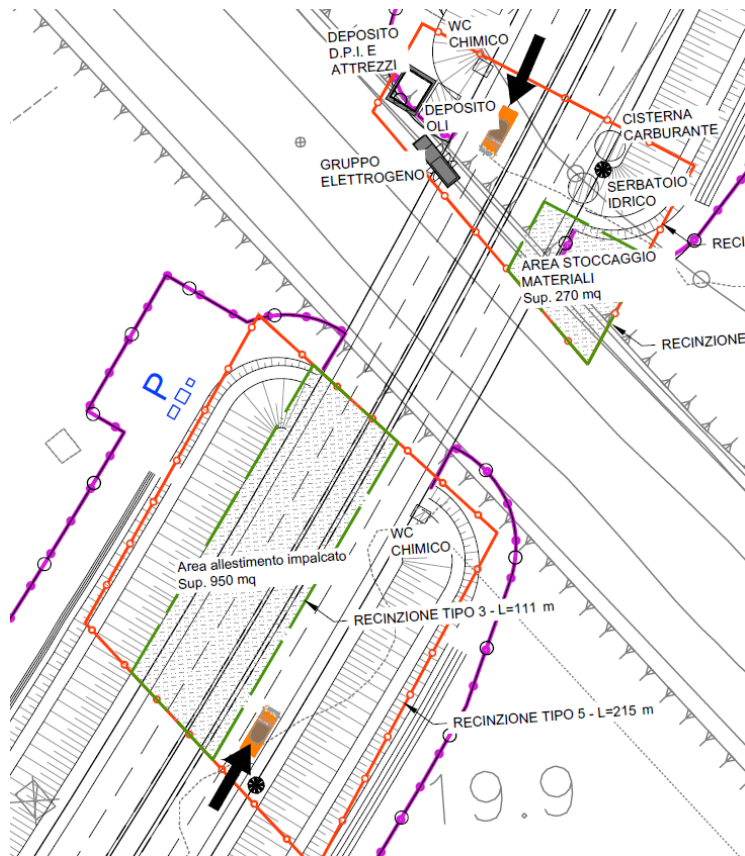 DEPOSITO
D.P.I. E
ATTREZZI
WC
CHIMICO
DEPOSITO
OLI
CISTERNA
CARBURANTE
GRUPPO
ELETTROGENO
SERBATOIO
IDRICO
RECI
AREA STOCCAGGIO
MATERIALI
Sup. 270 mq
RECINZIONE
P
WC
CHIMICO
Area allestimento impalcato
Sup. 950 mq
RECINZIONE TIPO 3 - L=111 m
RECINZIONE TIPO 5 - L=215 m
19.9